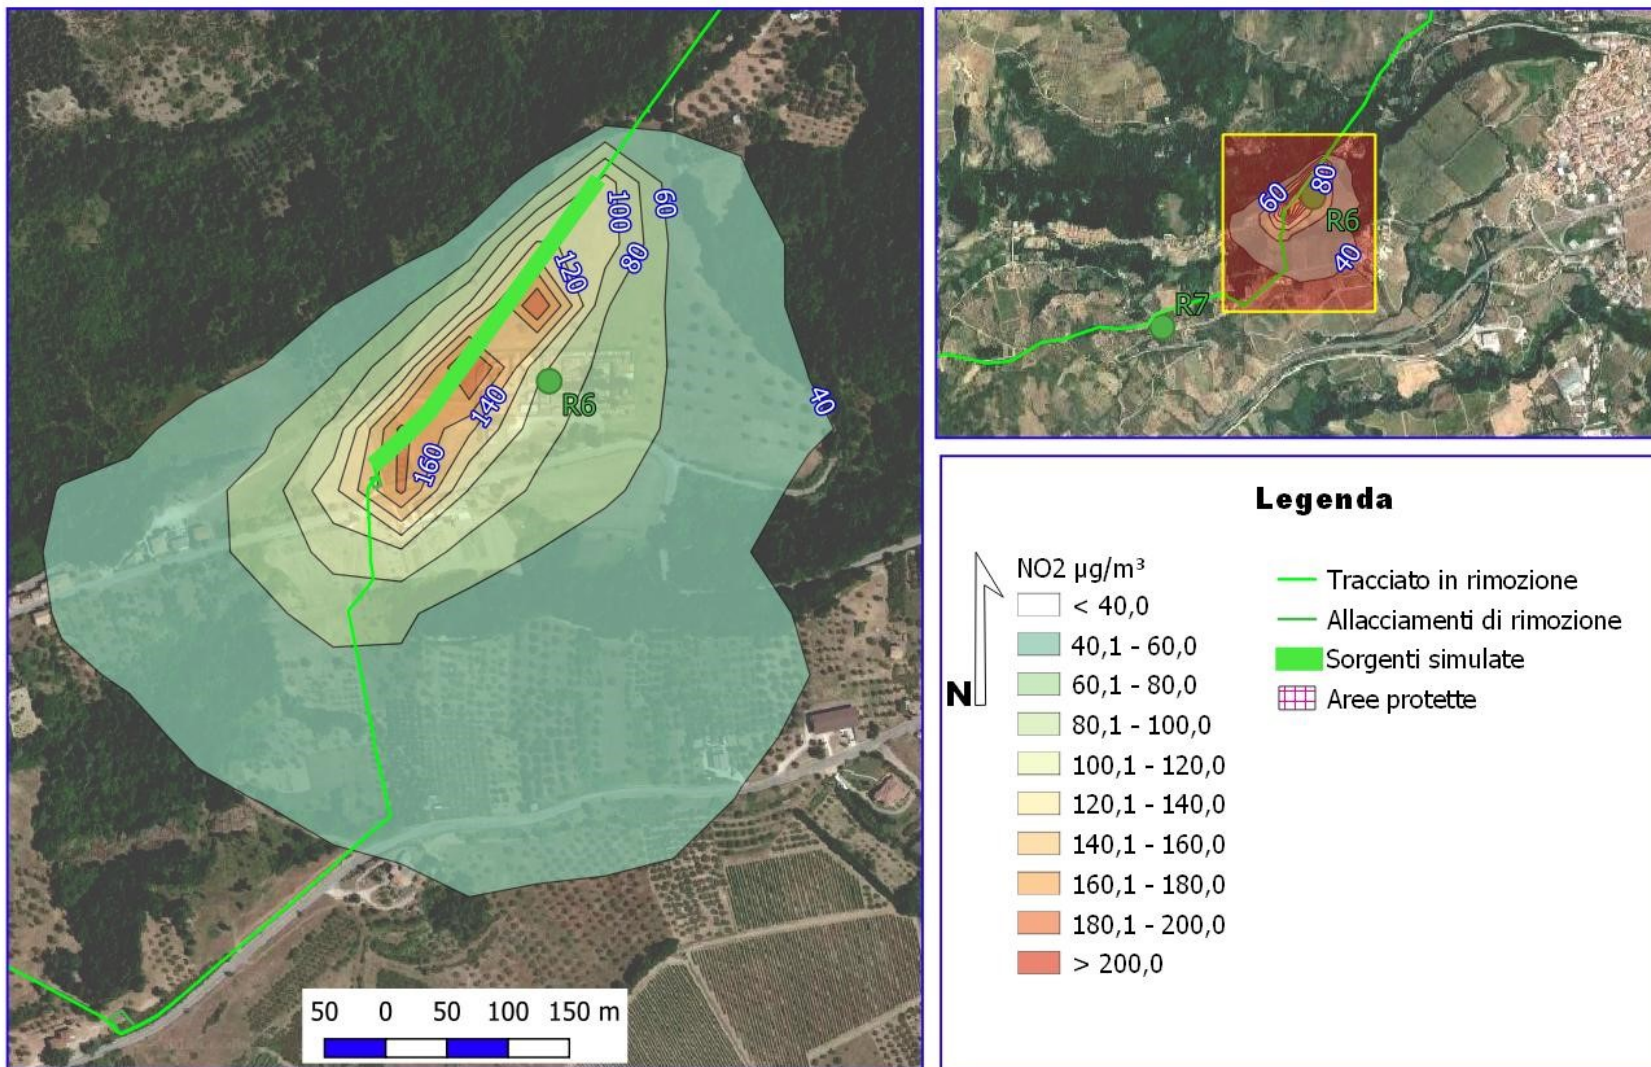 60
100
80
120
40
140
R6
160
50 0 50 100 150 m
80
60
R6
40
R7
Legenda
N
NO2 µg/m³
< 40,0
40,1 - 60,0
60,1 - 80,0
80,1 - 100,0
100,1 - 120,0
120,1 - 140,0
140,1 - 160,0
160,1 - 180,0
180,1 - 200,0
> 200,0
Tracciato in rimozione
Allacciamenti di rimozione
Sorgenti simulate
Aree protette